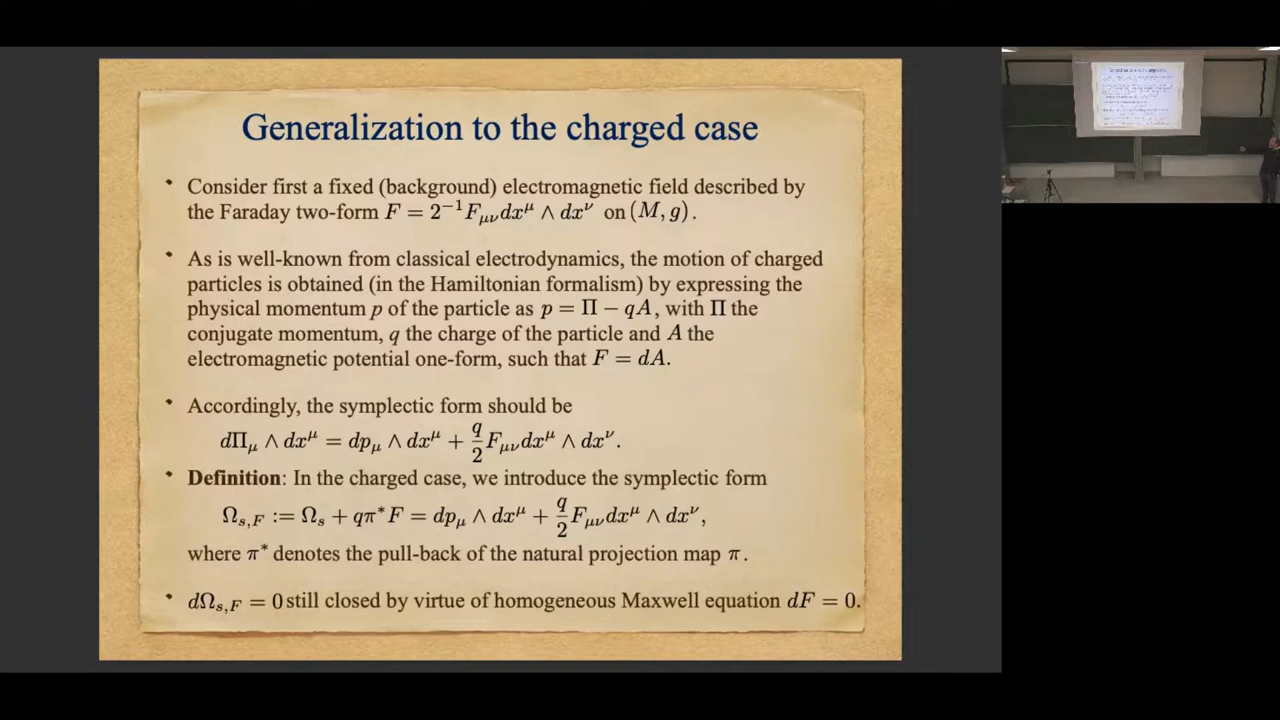 Generalization to the charged case
• Consider first a fixed (background) electromagnetic field described by
the Faraday two-form F = 2⁻¹F_{μν}dx^μ ∧ dx^ν on (M, g).
• As is well-known from classical electrodynamics, the motion of charged
particles is obtained (in the Hamiltonian formalism) by expressing the
physical momentum p of the particle as p = Π − qA, with Π the
conjugate momentum, q the charge of the particle and A the
electromagnetic potential one-form, such that F = dA.
• Accordingly, the symplectic form should be
dΠ_μ ∧ dx^μ = dp_μ ∧ dx^μ + q/2 F_{μν}dx^μ ∧ dx^ν.
• Definition: In the charged case, we introduce the symplectic form
Ω_{s,F} := Ω_s + qπ*F = dp_μ ∧ dx^μ + q/2 F_{μν}dx^μ ∧ dx^ν,
where π* denotes the pull-back of the natural projection map π.
• dΩ_{s,F} = 0 still closed by virtue of homogeneous Maxwell equation dF = 0.